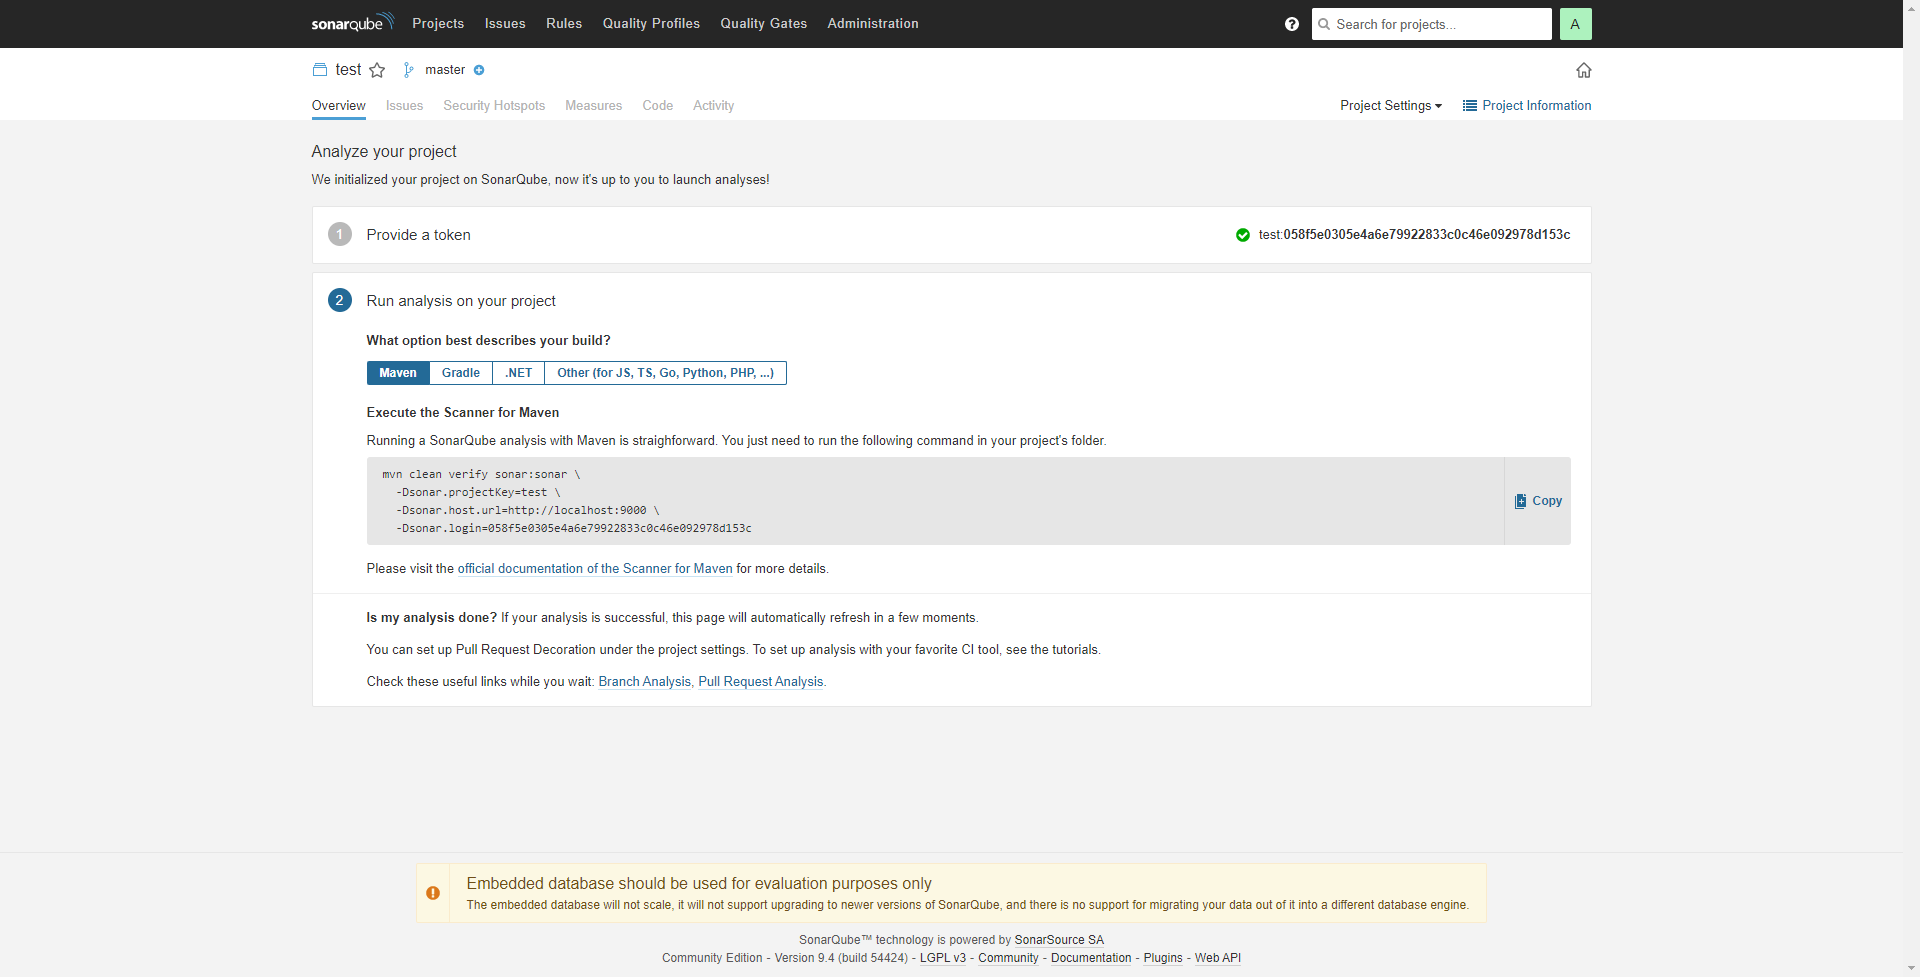 sonarqube Projects Issues Rules Quality Profiles Quality Gates Administration ? Search for projects... A
test master
Overview Issues Security Hotspots Measures Code Activity Project Settings Project Information
Analyze your project
We initialized your project on SonarQube, now it's up to you to launch analyses!
1 Provide a token test:058f5e0305e4a6e79922833c0c46e092978d153c
2 Run analysis on your project
What option best describes your build?
Maven Gradle .NET Other (for JS, TS, Go, Python, PHP, ...)
Execute the Scanner for Maven
Running a SonarQube analysis with Maven is straighforward. You just need to run the following command in your project's folder.
mvn clean verify sonar:sonar \
-Dsonar.projectKey=test \
-Dsonar.host.url=http://localhost:9000 \
-Dsonar.login=058f5e0305e4a6e79922833c0c46e092978d153c
Copy
Please visit the official documentation of the Scanner for Maven for more details.
Is my analysis done? If your analysis is successful, this page will automatically refresh in a few moments.
You can set up Pull Request Decoration under the project settings. To set up analysis with your favorite CI tool, see the tutorials.
Check these useful links while you wait: Branch Analysis, Pull Request Analysis.
Embedded database should be used for evaluation purposes only
The embedded database will not scale, it will not support upgrading to newer versions of SonarQube, and there is no support for migrating your data out of it into a different database engine.
SonarQube™ technology is powered by SonarSource SA
Community Edition - Version 9.4 (build 54424) - LGPL v3 - Community - Documentation - Plugins - Web API